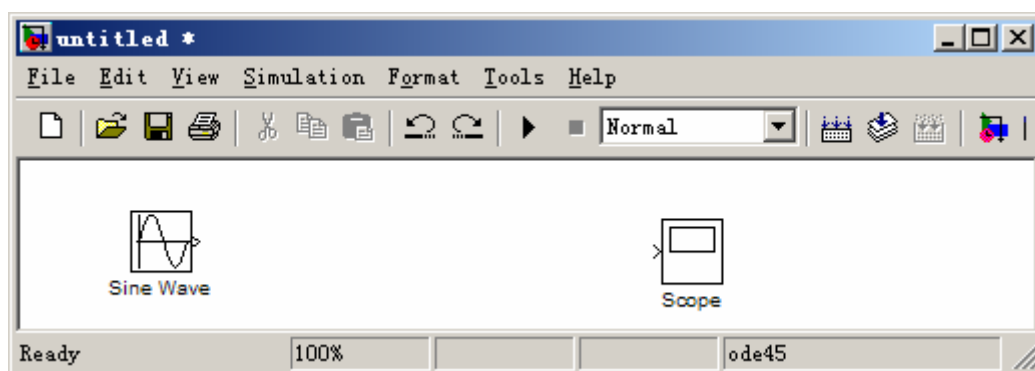 untitled *
File Edit View Simulation Format Tools Help
Normal
Sine Wave
Scope
Ready 100% ode45